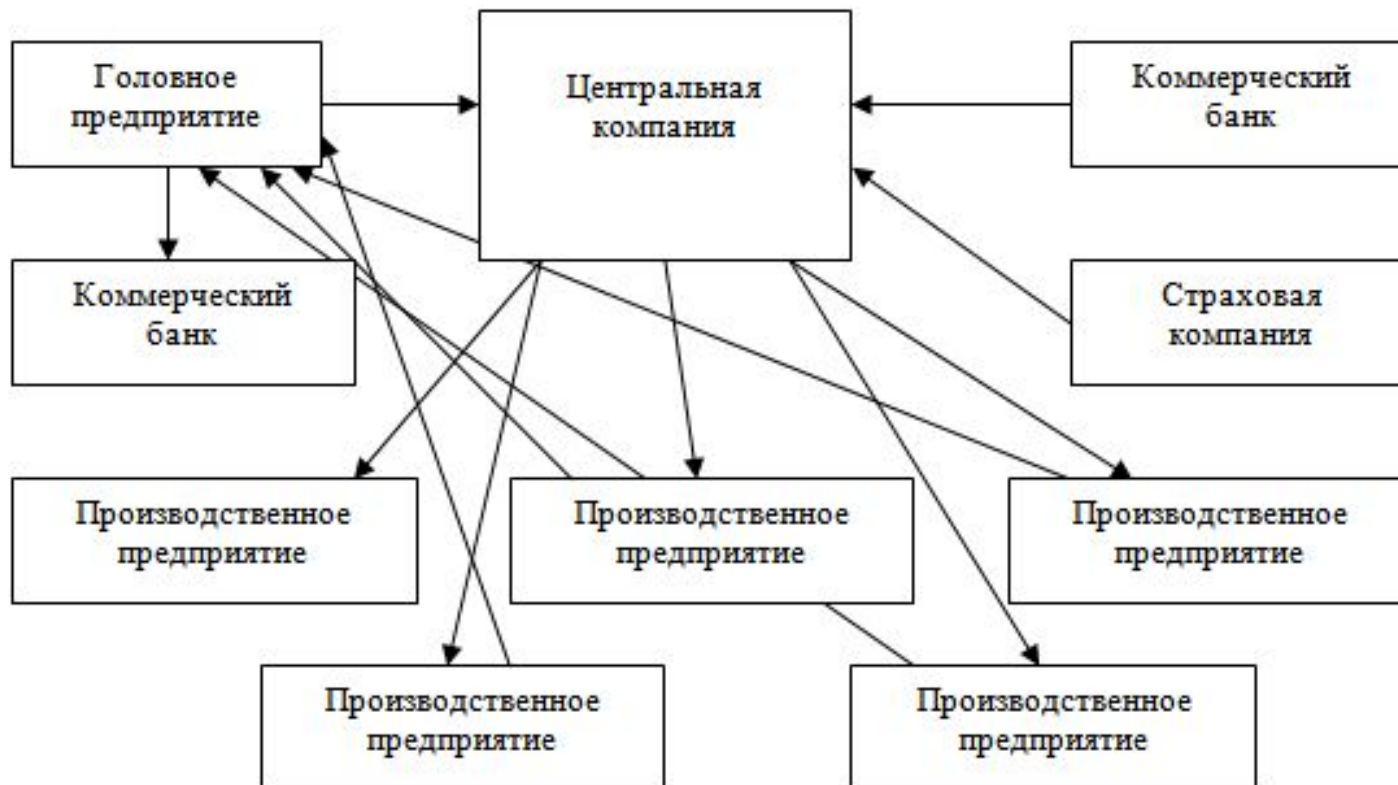 Головное
предприятие
Центральная
компания
Коммерческий
банк
Коммерческий
банк
Страховая
компания
Производственное
предприятие
Производственное
предприятие
Производственное
предприятие
Производственное
предприятие
Производственное
предприятие